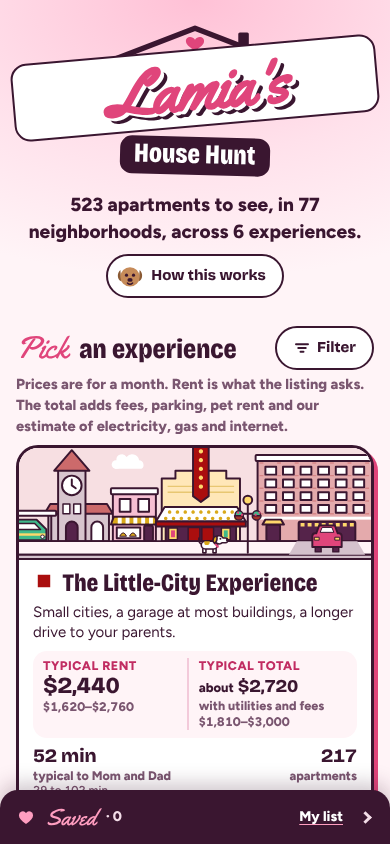 Lamia's
House Hunt
523 apartments to see, in 77
neighborhoods, across 6 experiences.
How this works
Pick an experience
Filter
Prices are for a month. Rent is what the listing asks.
The total adds fees, parking, pet rent and our
estimate of electricity, gas and internet.
The Little-City Experience
Small cities, a garage at most buildings, a longer
drive to your parents.
TYPICAL RENT
$2,440
$1,620–$2,760
TYPICAL TOTAL
about $2,720
with utilities and fees
$1,810–$3,000
52 min
typical to Mom and Dad
217
apartments
Saved · 0
My list